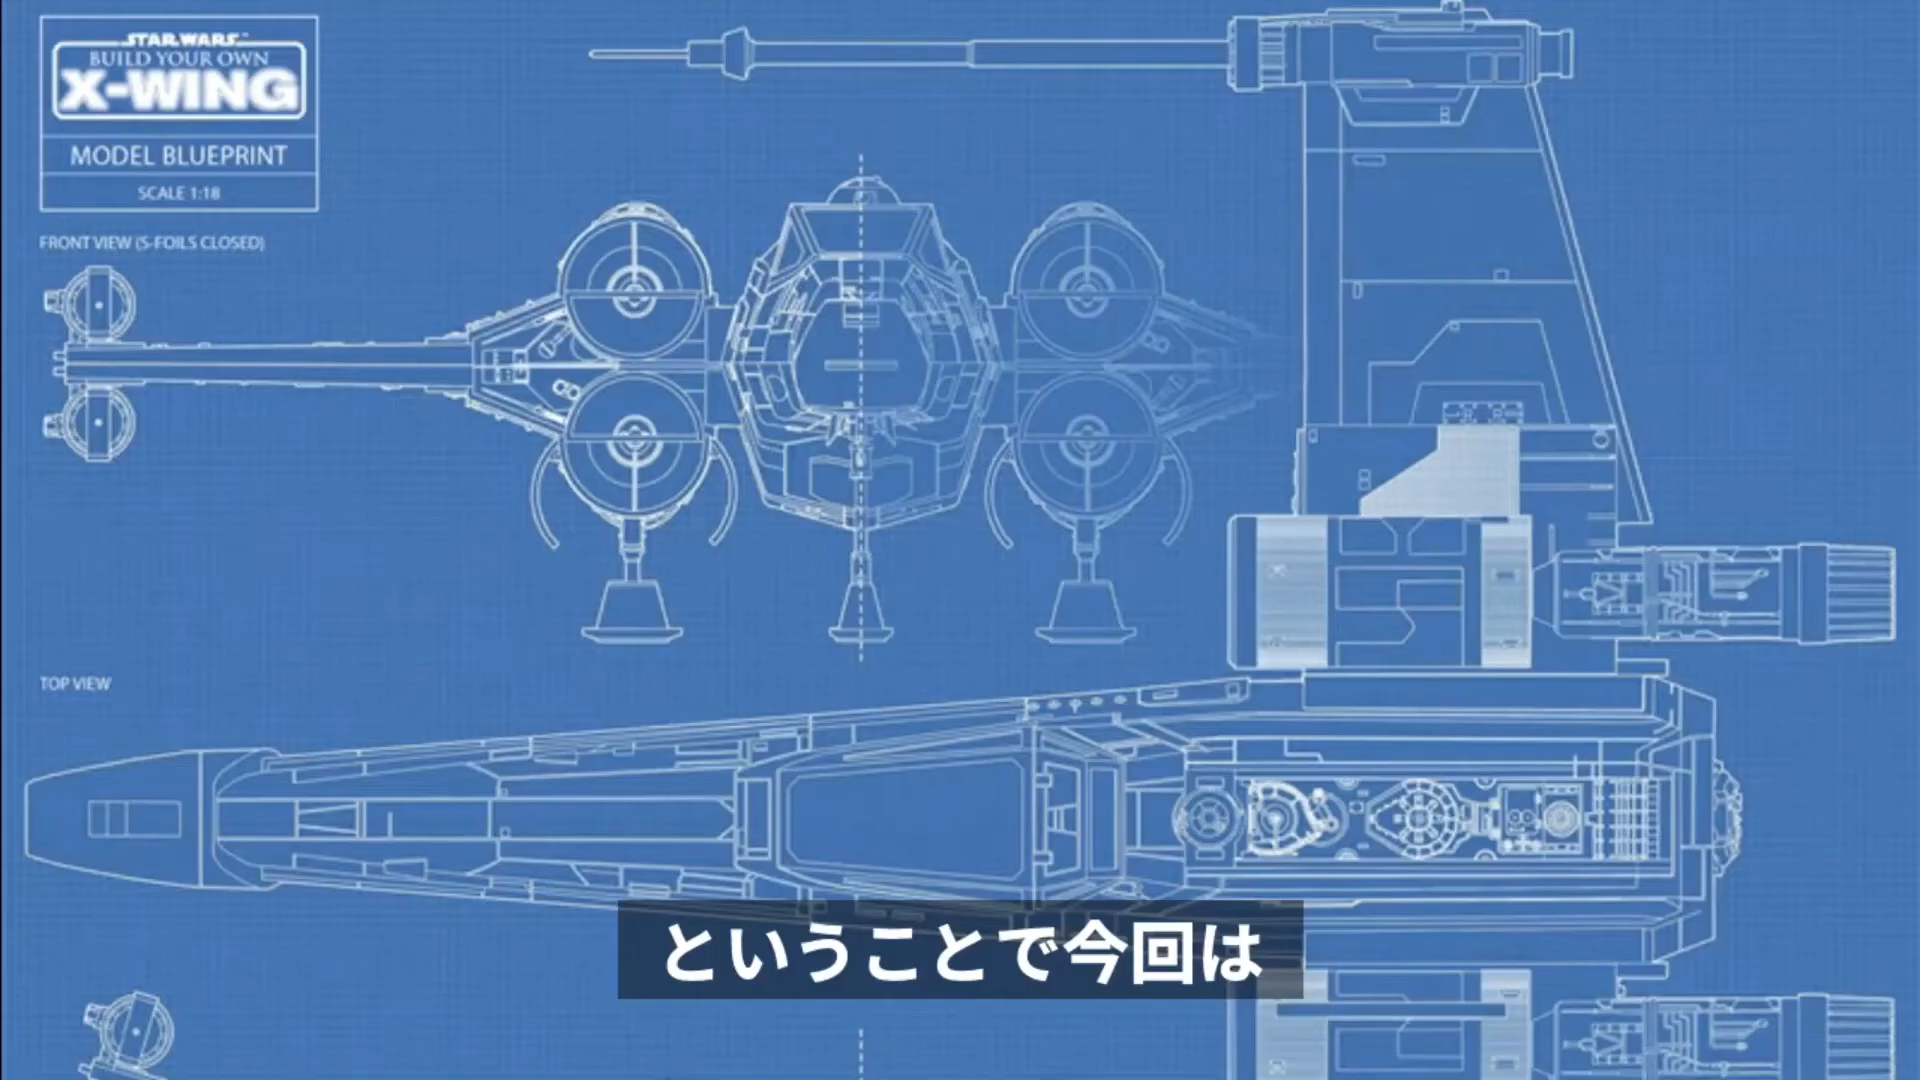 STAR WARS™
BUILD YOUR OWN
X-WING
MODEL BLUEPRINT
SCALE 1:18
FRONT VIEW (S-FOILS CLOSED)
TOP VIEW
ということで今回は